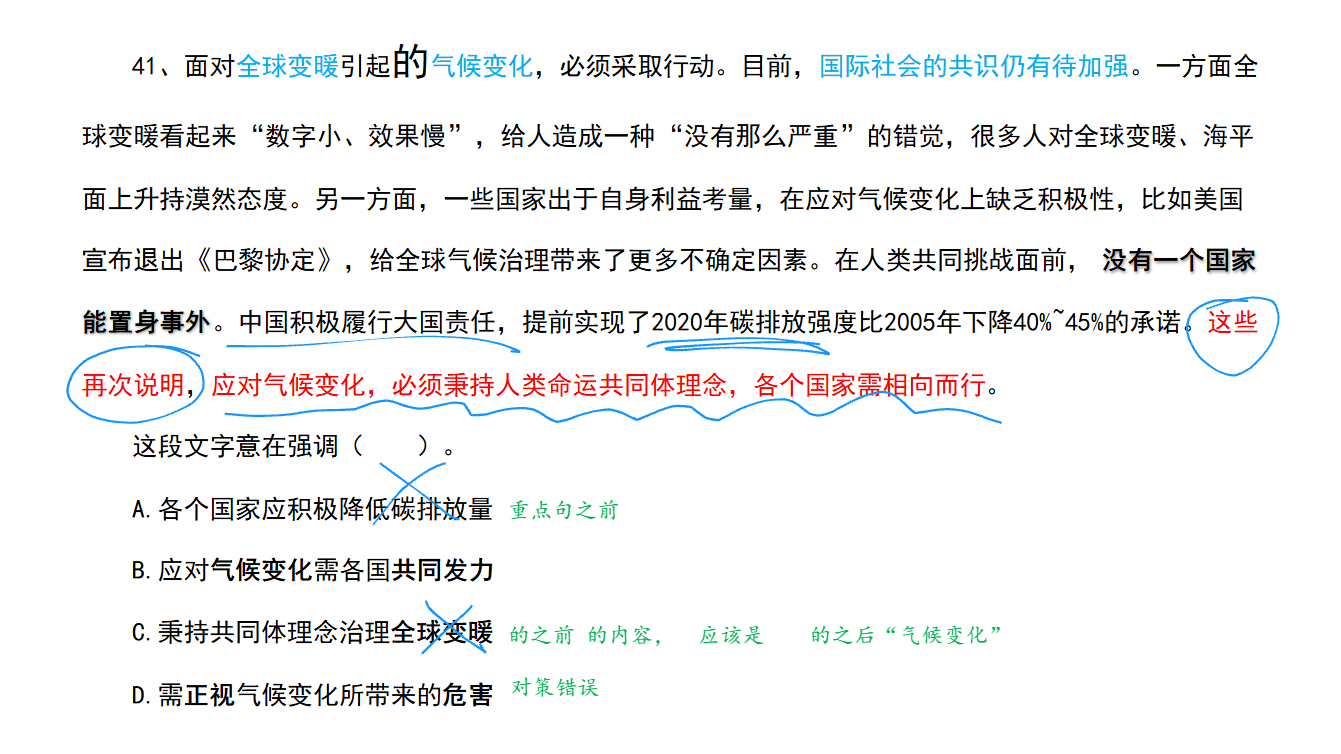 41、面对全球变暖引起的气候变化，必须采取行动。目前，国际社会的共识仍有待加强。一方面全
球变暖看起来“数字小、效果慢”，给人造成一种“没有那么严重”的错觉，很多人对全球变暖、海平
面上升持漠然态度。另一方面，一些国家出于自身利益考量，在应对气候变化上缺乏积极性，比如美国
宣布退出《巴黎协定》，给全球气候治理带来了更多不确定因素。在人类共同挑战面前， 没有一个国家
能置身事外。中国积极履行大国责任，提前实现了2020年碳排放强度比2005年下降40%~45%的承诺。这些
再次说明，应对气候变化，必须秉持人类命运共同体理念，各个国家需相向而行。
这段文字意在强调（ ）。
A.各个国家应积极降低碳排放量 重点句之前
B.应对气候变化需各国共同发力
C.秉持共同体理念治理全球变暖 的之前 的内容， 应该是 的之后“气候变化”
D.需正视气候变化所带来的危害 对策错误